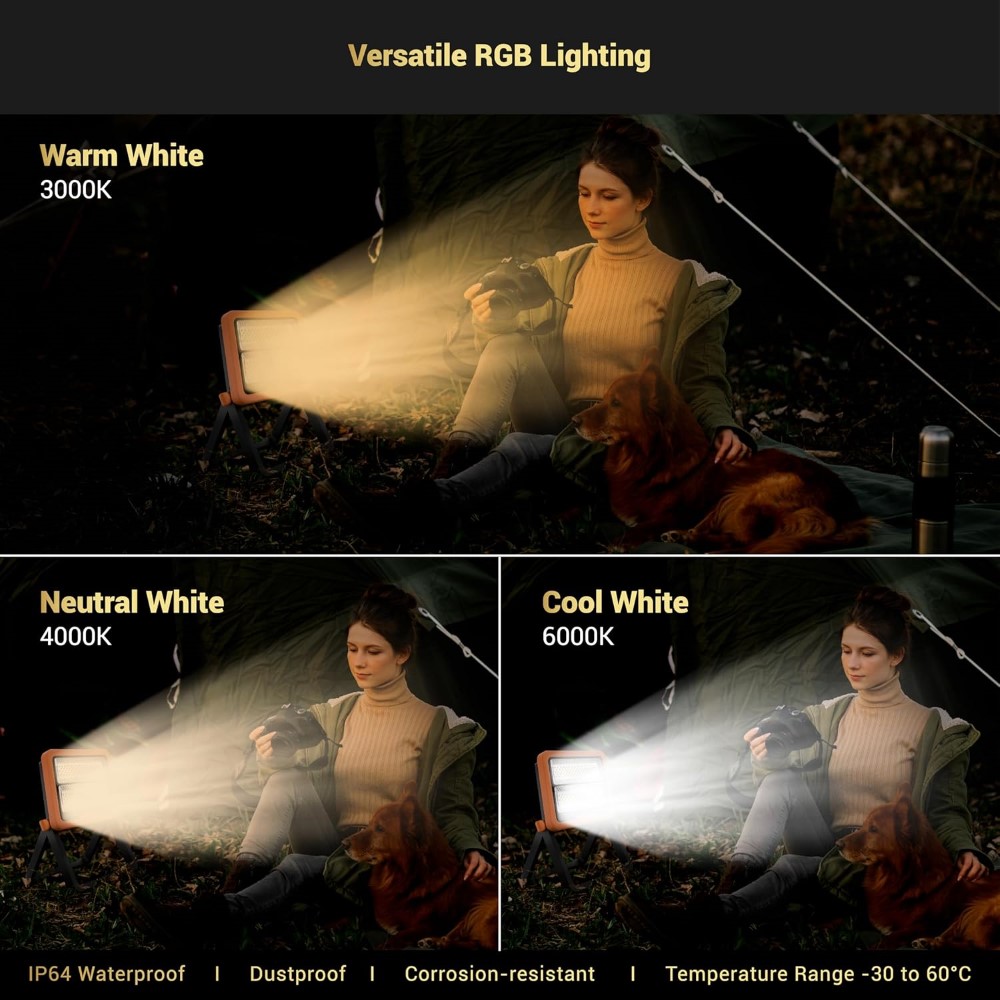 Versatile RGB Lighting
Warm White
3000K
Neutral White
4000K
Cool White
6000K
IP64 Waterproof I Dustproof I Corrosion-resistant I Temperature Range -30 to 60°C